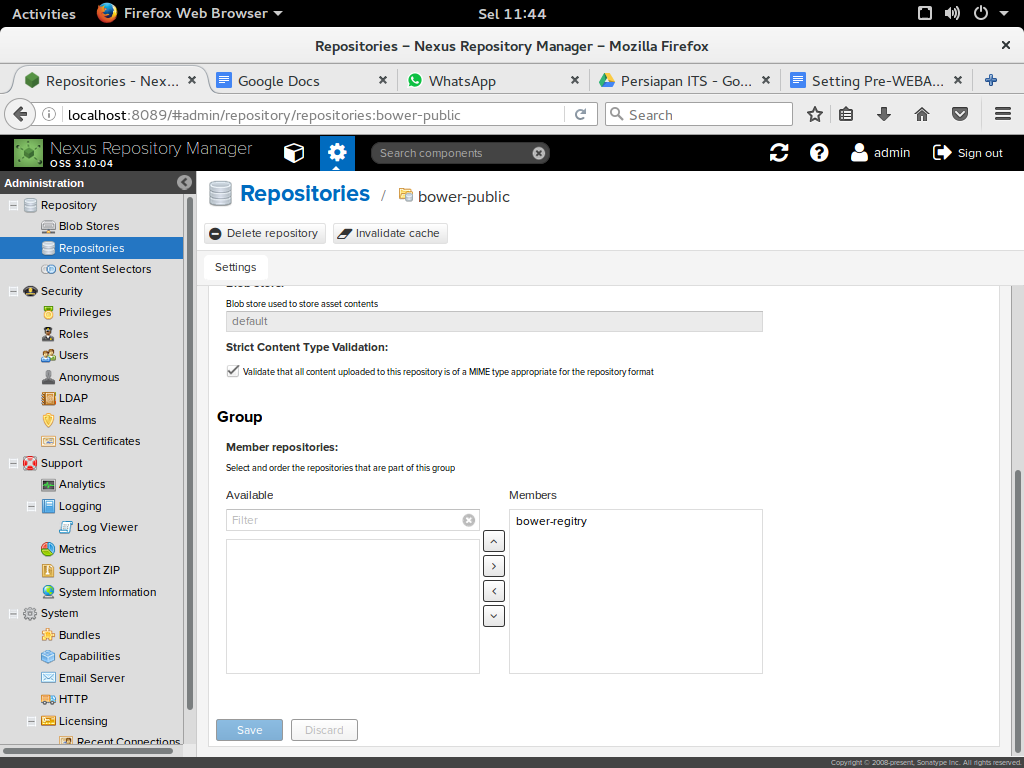 Activities Firefox Web Browser Sel 11:44
Repositories – Nexus Repository Manager – Mozilla Firefox
Repositories - Nex... Google Docs WhatsApp Persiapan ITS - Go... Setting Pre-WEBA...
localhost:8089/#admin/repository/repositories:bower-public Search
Nexus Repository Manager
OSS 3.1.0-04
Search components
admin
Sign out
Administration
Repository
Blob Stores
Repositories
Content Selectors
Security
Privileges
Roles
Users
Anonymous
LDAP
Realms
SSL Certificates
Support
Analytics
Logging
Log Viewer
Metrics
Support ZIP
System Information
System
Bundles
Capabilities
Email Server
HTTP
Licensing
Recent Connections
Repositories / bower-public
Delete repository Invalidate cache
Settings
Blob store:
Blob store used to store asset contents
default
Strict Content Type Validation:
Validate that all content uploaded to this repository is of a MIME type appropriate for the repository format
Group
Member repositories:
Select and order the repositories that are part of this group
Available Members
Filter
bower-regitry
Save Discard
Copyright © 2008-present, Sonatype Inc. All rights reserved.